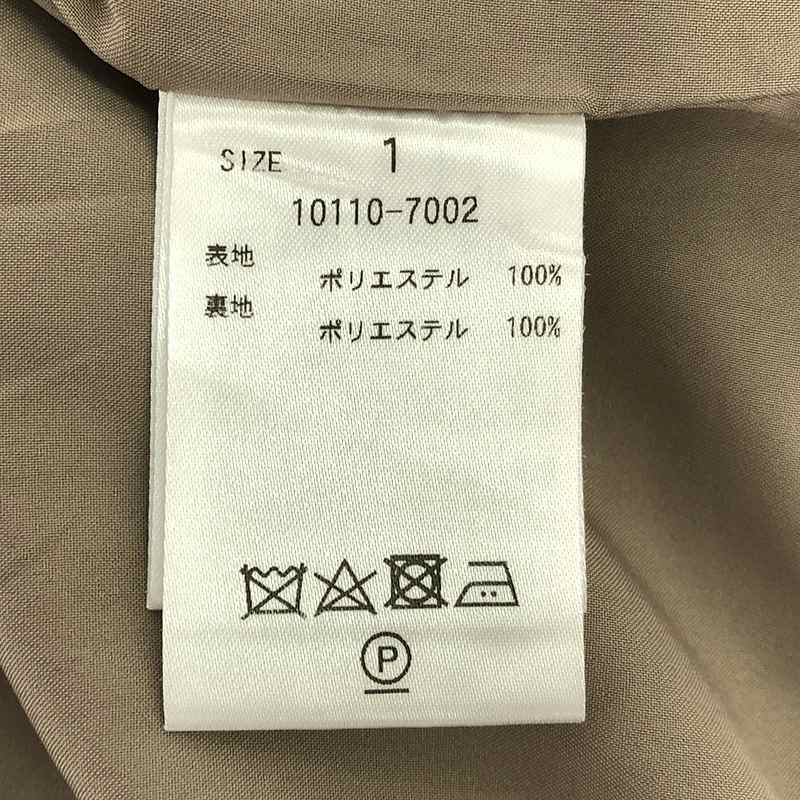 SIZE 1
10110-7002
表地
ポリエステル 100%
裏地
ポリエステル 100%
P